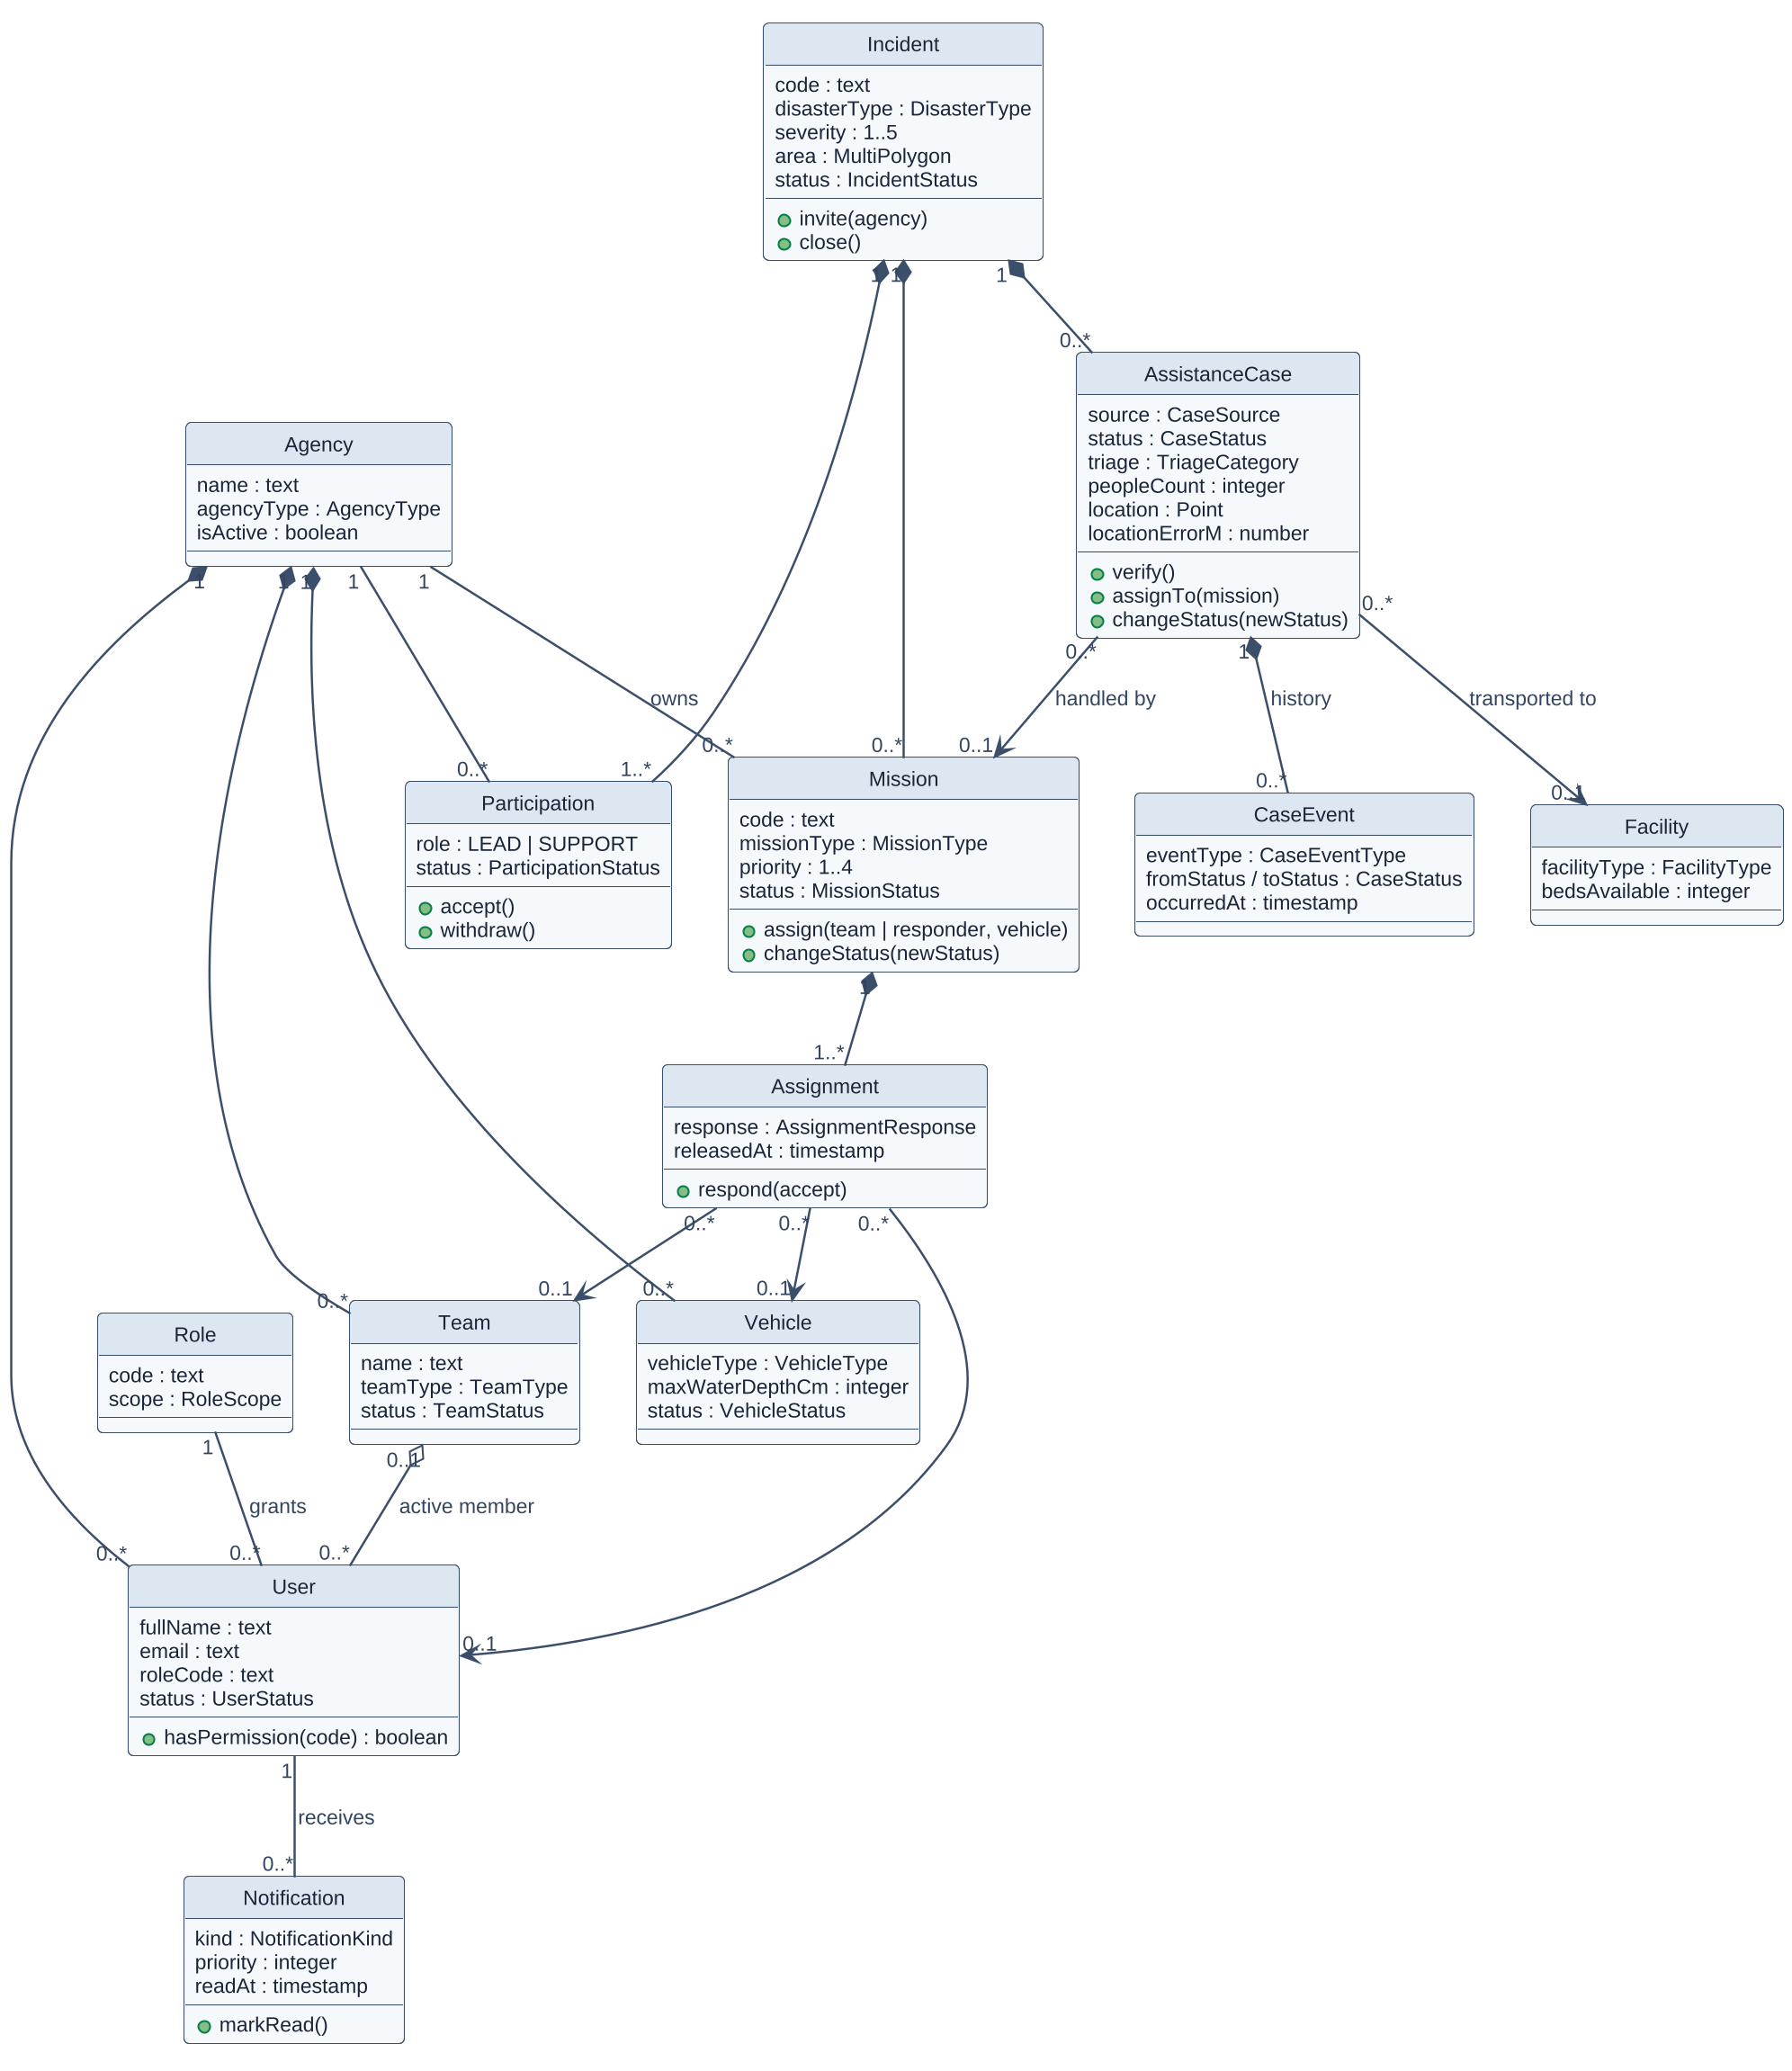 Incident
code : text
disasterType : DisasterType
severity : 1..5
area : MultiPolygon
status : IncidentStatus
invite(agency)
close()
1
1
1
0..*
AssistanceCase
source : CaseSource
status : CaseStatus
triage : TriageCategory
peopleCount : integer
location : Point
locationErrorM : number
verify()
assignTo(mission)
changeStatus(newStatus)
0..*
0..*
1
Agency
name : text
agencyType : AgencyType
isActive : boolean
1
1
1
1
1
owns
handled by
history
transported to
0..*
1..*
0..*
0..*
0..1
0..*
0..1
Participation
role : LEAD | SUPPORT
status : ParticipationStatus
accept()
withdraw()
Mission
code : text
missionType : MissionType
priority : 1..4
status : MissionStatus
assign(team | responder, vehicle)
changeStatus(newStatus)
1
CaseEvent
eventType : CaseEventType
fromStatus / toStatus : CaseStatus
occurredAt : timestamp
Facility
facilityType : FacilityType
bedsAvailable : integer
1..*
Assignment
response : AssignmentResponse
releasedAt : timestamp
respond(accept)
0..*
0..*
0..*
0..*
0..1
0..*
0..1
Role
code : text
scope : RoleScope
1
Team
name : text
teamType : TeamType
status : TeamStatus
0..1
Vehicle
vehicleType : VehicleType
maxWaterDepthCm : integer
status : VehicleStatus
grants
active member
0..*
0..*
0..*
User
fullName : text
email : text
roleCode : text
status : UserStatus
hasPermission(code) : boolean
0..1
1
receives
0..*
Notification
kind : NotificationKind
priority : integer
readAt : timestamp
markRead()